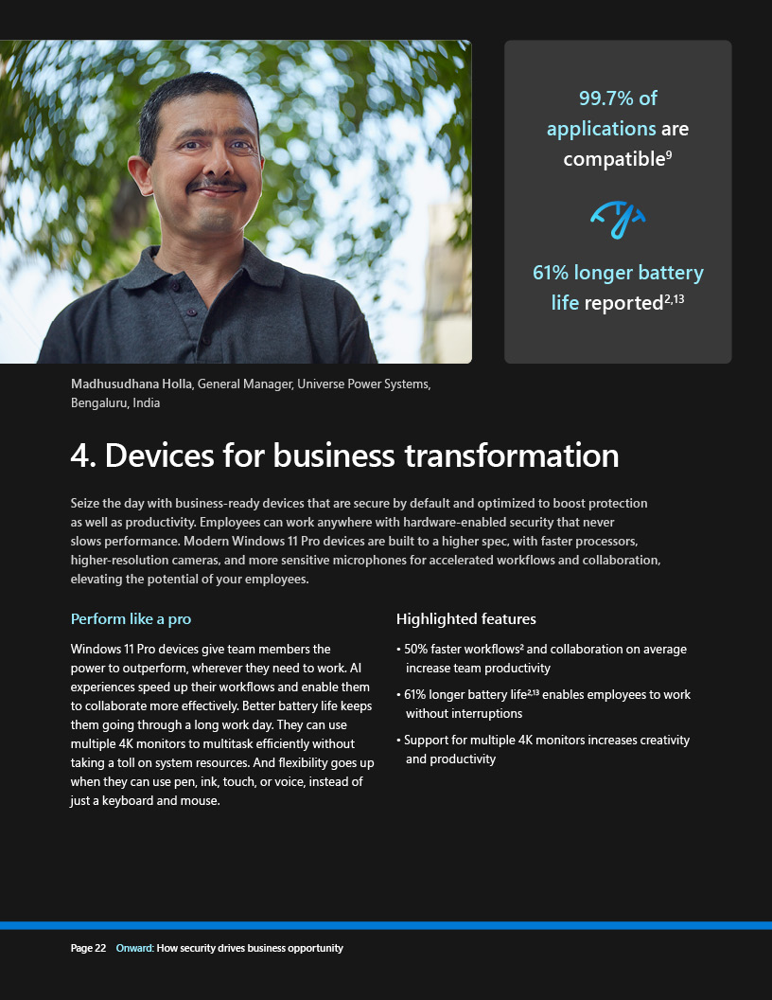 99.7% of
applications are
compatible⁹
61% longer battery
life reported²,¹³
Madhusudhana Holla, General Manager, Universe Power Systems,
Bengaluru, India
4. Devices for business transformation
Seize the day with business-ready devices that are secure by default and optimized to boost protection
as well as productivity. Employees can work anywhere with hardware-enabled security that never
slows performance. Modern Windows 11 Pro devices are built to a higher spec, with faster processors,
higher-resolution cameras, and more sensitive microphones for accelerated workflows and collaboration,
elevating the potential of your employees.
Perform like a pro
Windows 11 Pro devices give team members the
power to outperform, wherever they need to work. AI
experiences speed up their workflows and enable them
to collaborate more effectively. Better battery life keeps
them going through a long work day. They can use
multiple 4K monitors to multitask efficiently without
taking a toll on system resources. And flexibility goes up
when they can use pen, ink, touch, or voice, instead of
just a keyboard and mouse.
Highlighted features
• 50% faster workflows² and collaboration on average
increase team productivity
• 61% longer battery life²,¹³ enables employees to work
without interruptions
• Support for multiple 4K monitors increases creativity
and productivity
Page 22 Onward: How security drives business opportunity